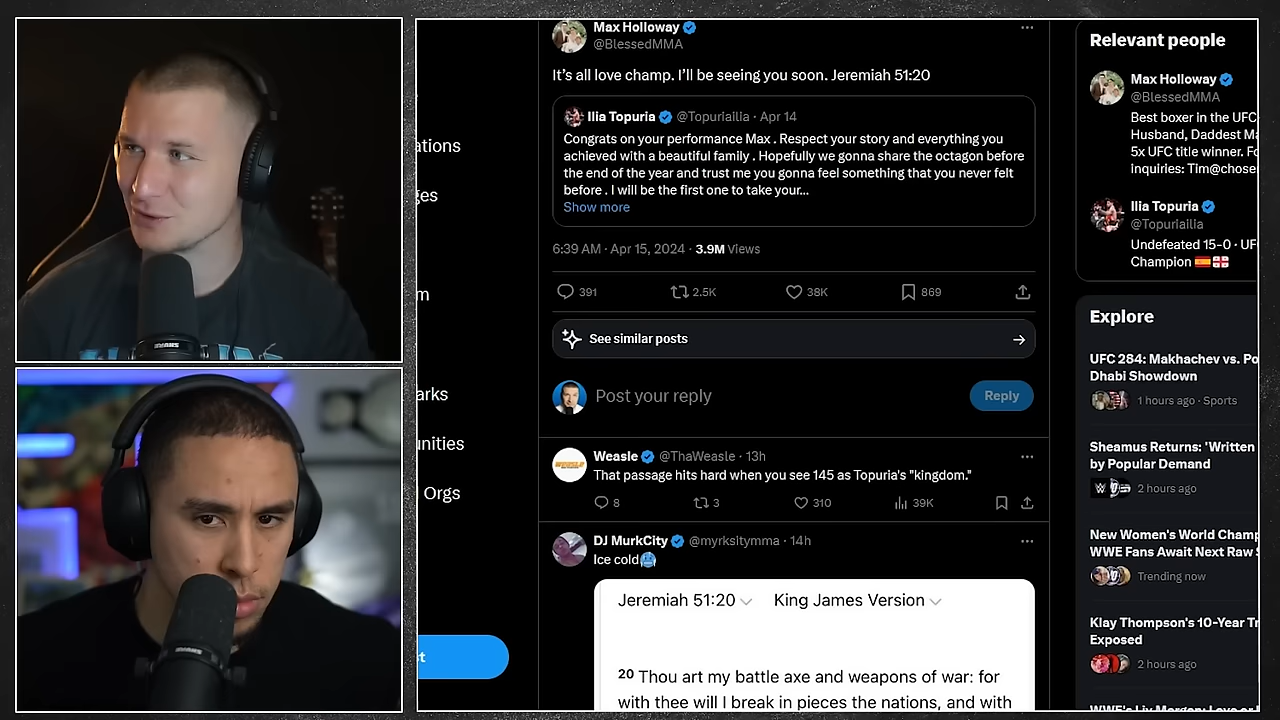 Max Holloway
@BlessedMMA
It's all love champ. I'll be seeing you soon. Jeremiah 51:20
Ilia Topuria @Topuriailia · Apr 14
Congrats on your performance Max . Respect your story and everything you
achieved with a beautiful family . Hopefully we gonna share the octagon before
the end of the year and trust me you gonna feel something that you never felt
before . I will be the first one to take your...
Show more
6:39 AM · Apr 15, 2024 · 3.9M Views
391 2.5K 38K 869
See similar posts
Post your reply
Reply
Weasle @ThaWeasle · 13h
That passage hits hard when you see 145 as Topuria's "kingdom."
8 3 310 39K
DJ MurkCity @myrksitymma · 14h
Ice cold
Jeremiah 51:20 King James Version
20 Thou art my battle axe and weapons of war: for
with thee will I break in pieces the nations, and with
Relevant people
Max Holloway
@BlessedMMA
Best boxer in the UFC
Husband, Daddest Ma
5x UFC title winner. Fo
Inquiries: Tim@chose
Ilia Topuria
@Topuriailia
Undefeated 15-0 · UF
Champion
Explore
UFC 284: Makhachev vs. Po
Dhabi Showdown
1 hours ago · Sports
Sheamus Returns: 'Written
by Popular Demand
2 hours ago
New Women's World Champ
WWE Fans Await Next Raw S
Trending now
Klay Thompson's 10-Year Tr
Exposed
2 hours ago
ations
ges
m
arks
unities
Orgs
t
SHURE